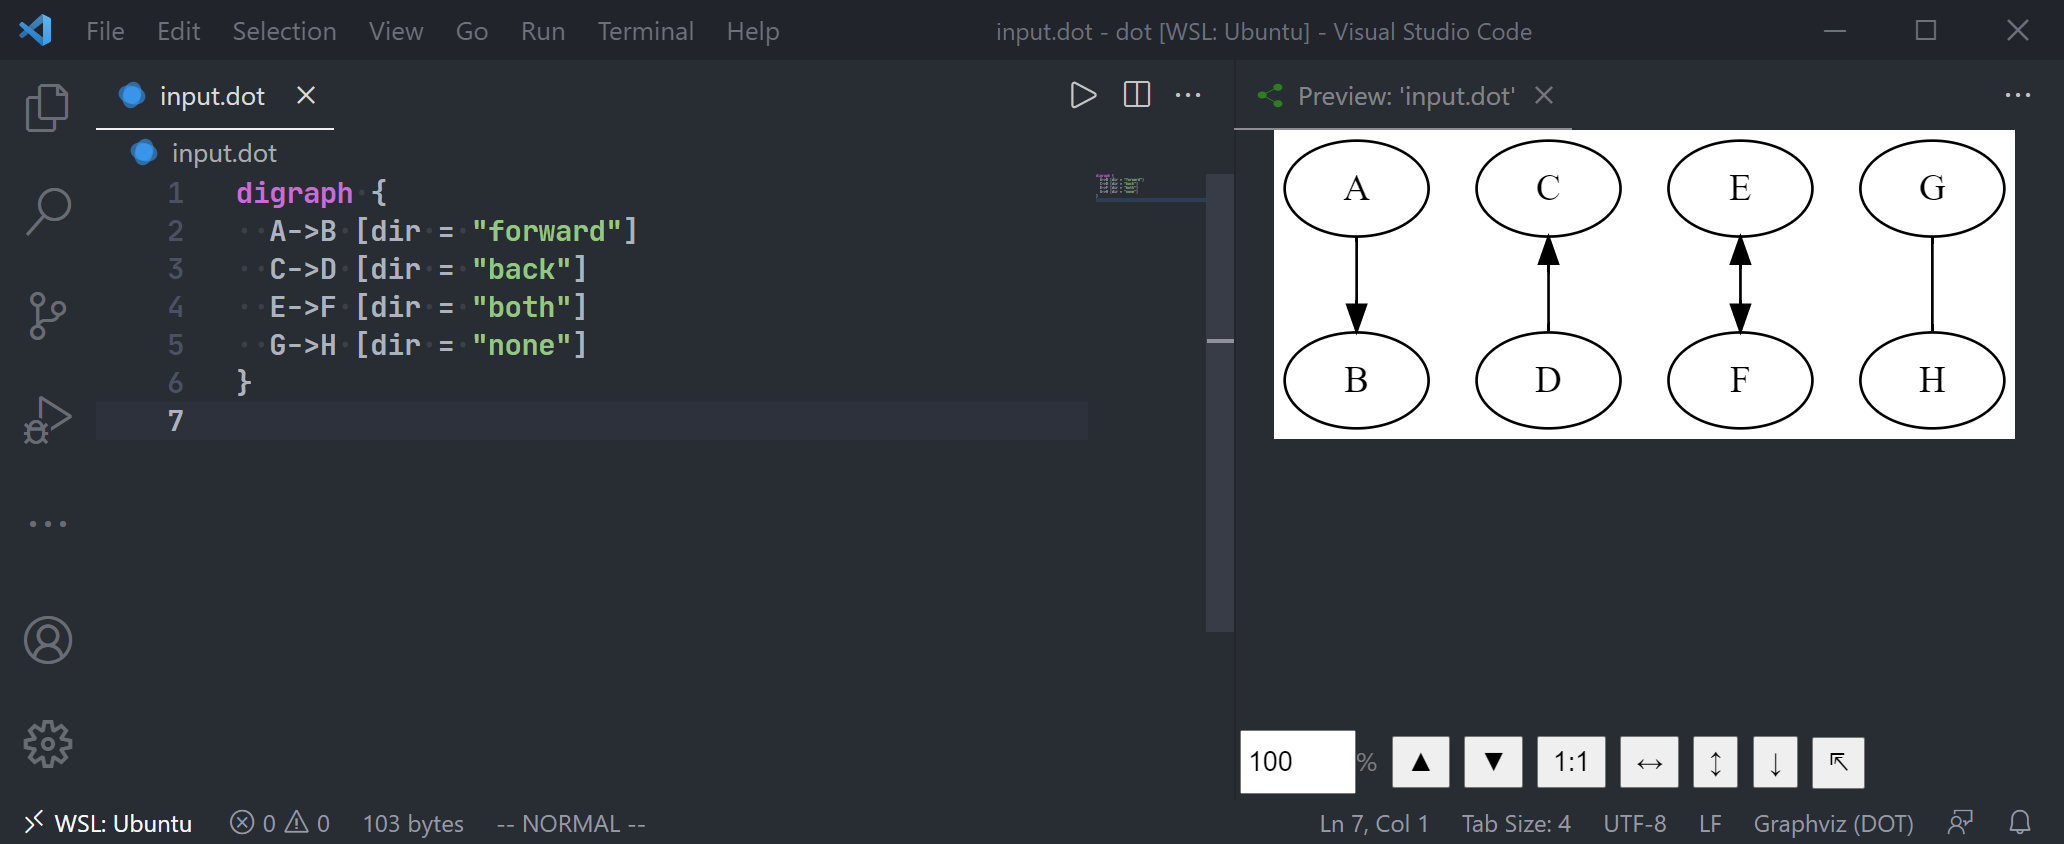 File Edit Selection View Go Run Terminal Help input.dot - dot [WSL: Ubuntu] - Visual Studio Code
input.dot
input.dot
1 digraph {
2   A->B [dir = "forward"]
3   C->D [dir = "back"]
4   E->F [dir = "both"]
5   G->H [dir = "none"]
6 }
7
Preview: 'input.dot'
A C E G
B D F H
100 % ▲ ▼ 1:1 ↔ ↕ ↓ ↖
WSL: Ubuntu 0 0 103 bytes -- NORMAL -- Ln 7, Col 1 Tab Size: 4 UTF-8 LF Graphviz (DOT)